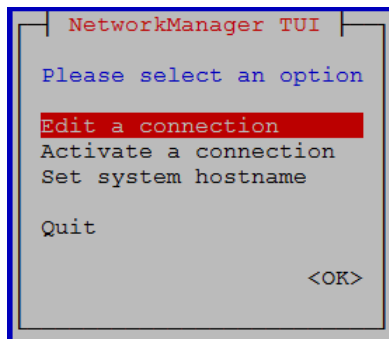 NetworkManager TUI
Please select an option
Edit a connection
Activate a connection
Set system hostname
Quit
<OK>